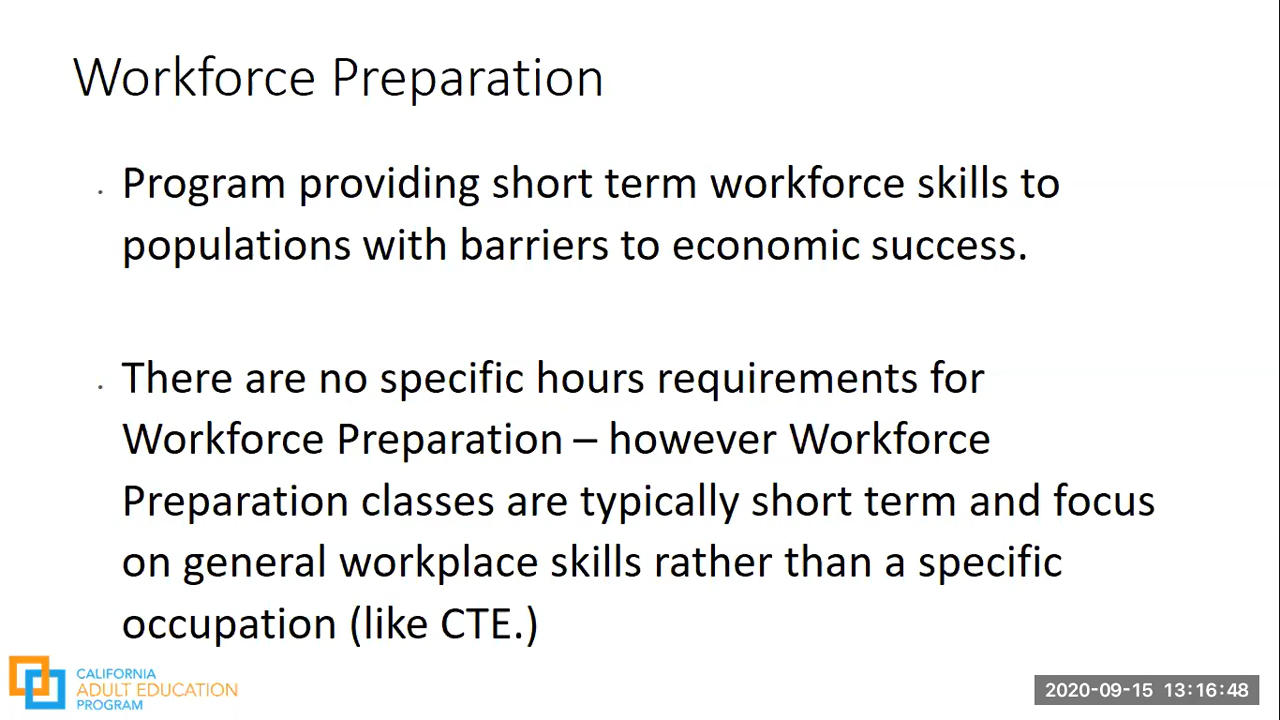 Workforce Preparation
Program providing short term workforce skills to
populations with barriers to economic success.
There are no specific hours requirements for
Workforce Preparation – however Workforce
Preparation classes are typically short term and focus
on general workplace skills rather than a specific
occupation (like CTE.)
CALIFORNIA
ADULT EDUCATION
PROGRAM
2020-09-15 13:16:48